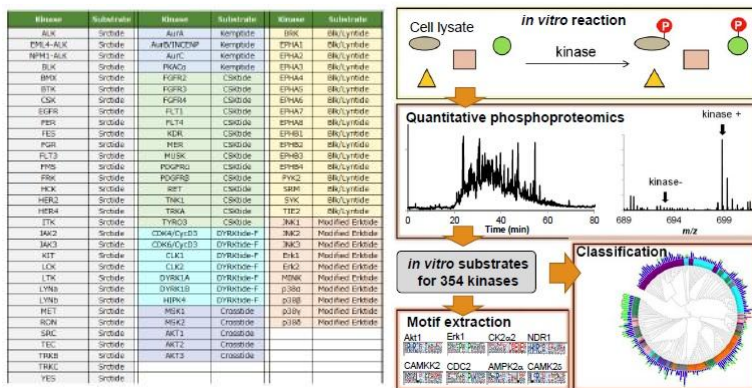 Kinase Substrate Kinase Substrate Kinase Substrate
ALK Srctide AurA Kemptide BRK Blk/Lyntide
EML4-ALK Srctide AurB/INCENP Kemptide EPHA1 Blk/Lyntide
NPM1-ALK Srctide AurC Kemptide EPHA2 Blk/Lyntide
BLK Srctide PKACα Kemptide EPHA3 Blk/Lyntide
BMX Srctide FGFR2 CSKtide EPHA4 Blk/Lyntide
BTK Srctide FGFR3 CSKtide EPHA5 Blk/Lyntide
CSK Srctide FGFR4 CSKtide EPHA6 Blk/Lyntide
EGFR Srctide FLT1 CSKtide EPHA7 Blk/Lyntide
FER Srctide FLT4 CSKtide EPHA8 Blk/Lyntide
FES Srctide KDR CSKtide EPHB1 Blk/Lyntide
FGR Srctide MER CSKtide EPHB2 Blk/Lyntide
FLT3 Srctide MUSK CSKtide EPHB3 Blk/Lyntide
FMS Srctide PDGFRα CSKtide EPHB4 Blk/Lyntide
FRK Srctide PDGFRβ CSKtide PYK2 Blk/Lyntide
HCK Srctide RET CSKtide SRM Blk/Lyntide
HER2 Srctide TNK1 CSKtide SYK Blk/Lyntide
HER4 Srctide TRKA CSKtide TIE2 Blk/Lyntide
ITK Srctide TYRO3 CSKtide JNK1 Modified Erktide
JAK2 Srctide CDK4/CycD3 DYRKtide-F JNK2 Modified Erktide
JAK3 Srctide CDK6/CycD3 DYRKtide-F JNK3 Modified Erktide
KIT Srctide CLK1 DYRKtide-F Erk1 Modified Erktide
LCK Srctide CLK2 DYRKtide-F Erk2 Modified Erktide
LTK Srctide DYRK1A DYRKtide-F MINK Modified Erktide
LYNa Srctide DYRK1B DYRKtide-F p38α Modified Erktide
LYNb Srctide HIPK4 DYRKtide-F p38β Modified Erktide
MET Srctide MSK1 Crosstide p38γ Modified Erktide
RON Srctide MSK2 Crosstide p38δ Modified Erktide
SRC Srctide AKT1 Crosstide
TEC Srctide AKT2 Crosstide
TRKB Srctide AKT3 Crosstide
TRKC Srctide
YES Srctide
Cell lysate in vitro reaction
P P
kinase
Quantitative phosphoproteomics
kinase +
kinase-
0 20 40 60 80
Time (min)
689 694 699
m/z
in vitro substrates
for 354 kinases
Classification
Motif extraction
Akt1 Erk1 CK2α2 NDR1
CAMKK2 CDC2 AMPK2α CAMK2δ